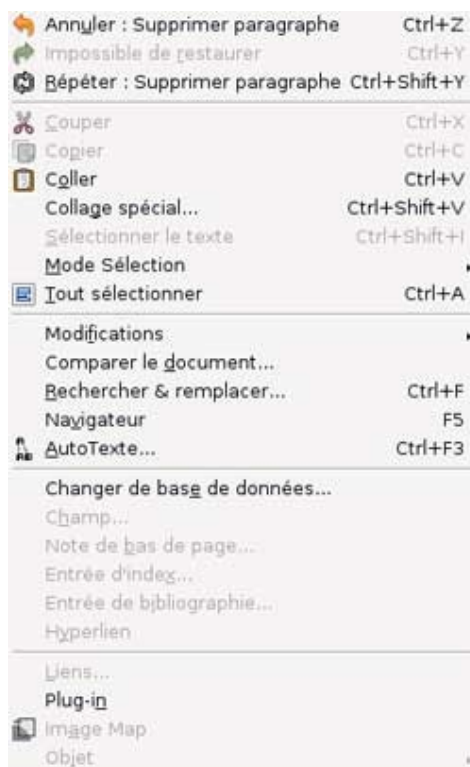 Annuler : Supprimer paragraphe Ctrl+Z
Impossible de restaurer Ctrl+Y
Répéter : Supprimer paragraphe Ctrl+Shift+Y
Couper Ctrl+X
Copier Ctrl+C
Coller Ctrl+V
Collage spécial... Ctrl+Shift+V
Sélectionner le texte Ctrl+Shift+I
Mode Sélection
Tout sélectionner Ctrl+A
Modifications
Comparer le document...
Rechercher & remplacer... Ctrl+F
Navigateur F5
AutoTexte... Ctrl+F3
Changer de base de données...
Champ...
Note de bas de page...
Entrée d'index...
Entrée de bibliographie...
Hyperlien
Liens...
Plug-in
Image Map
Objet